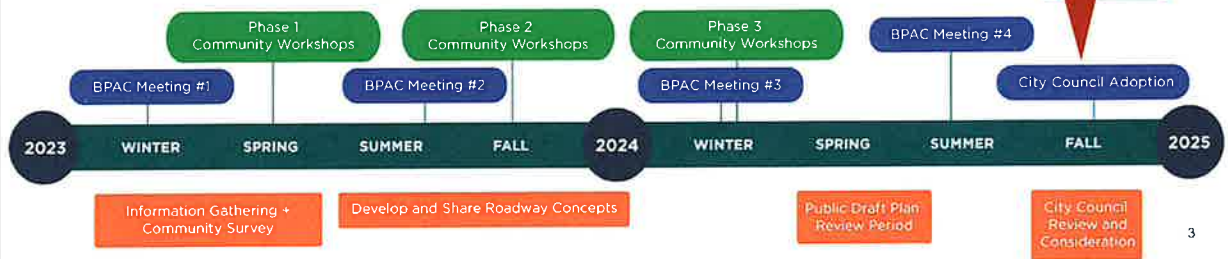 Phase 1
Community Workshops
Phase 2
Community Workshops
Phase 3
Community Workshops
BPAC Meeting #4
BPAC Meeting #1
BPAC Meeting #2
BPAC Meeting #3
City Council Adoption
2023
WINTER
SPRING
SUMMER
FALL
2024
WINTER
SPRING
SUMMER
FALL
2025
Information Gathering +
Community Survey
Develop and Share Roadway Concepts
Public Draft Plan
Review Period
City Council
Review and
Consideration
3